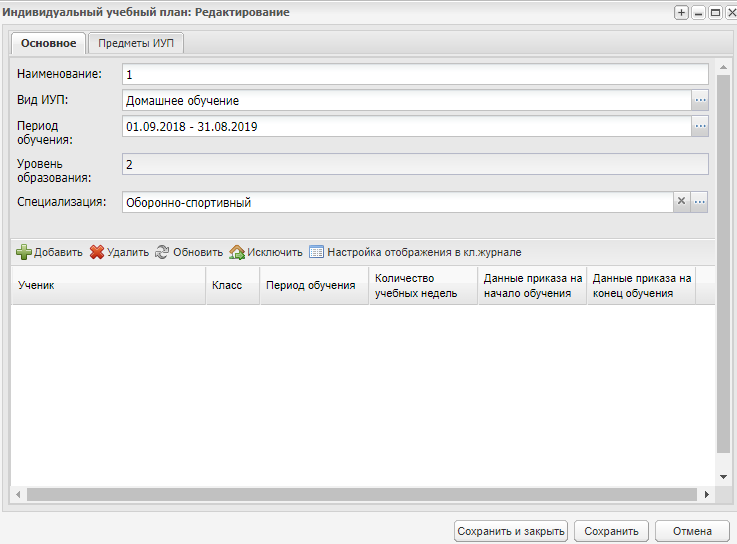 Индивидуальный учебный план: Редактирование
Основное
Предметы ИУП
Наименование:
1
Вид ИУП:
Домашнее обучение
Период
обучения:
01.09.2018 - 31.08.2019
Уровень
образования:
2
Специализация:
Оборонно-спортивный
Добавить Удалить Обновить Исключить Настройка отображения в кл.журнале
Ученик
Класс
Период обучения
Количество
учебных недель
Данные приказа на
начало обучения
Данные приказа на
конец обучения
Сохранить и закрыть
Сохранить
Отмена